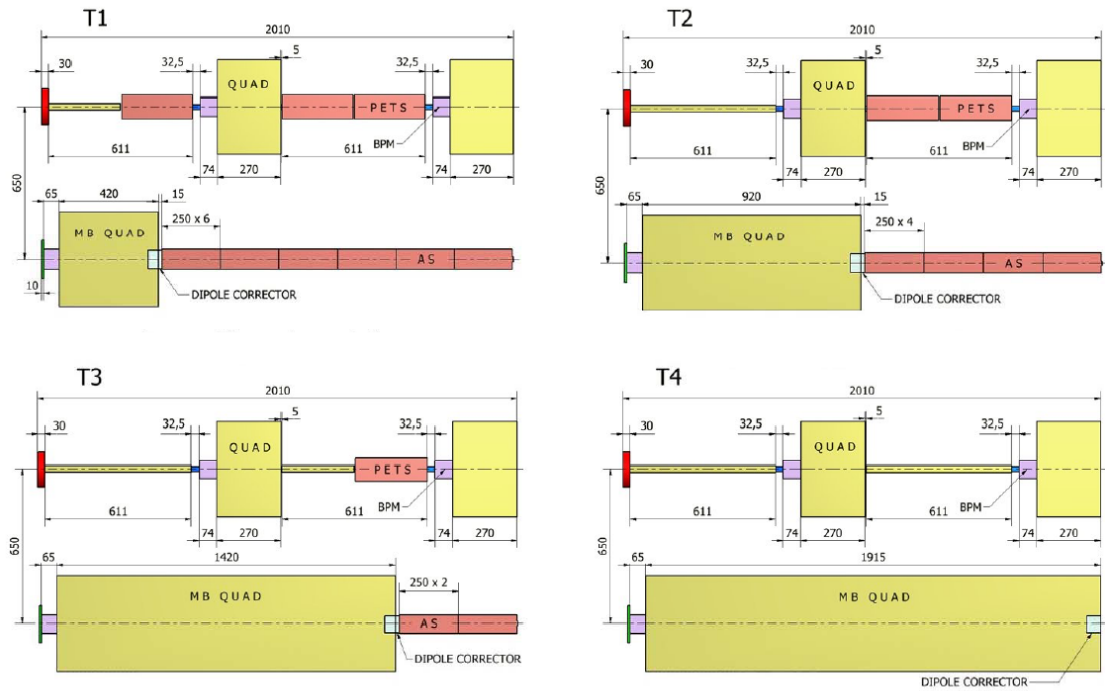 T1
2010
30
32,5
5
32,5
QUAD
PETS
BPM
611
611
74
270
74
270
650
65
420
15
250 x 6
MB QUAD
AS
10
DIPOLE CORRECTOR
T2
2010
30
32,5
5
32,5
QUAD
PETS
BPM
611
611
74
270
74
270
650
65
920
15
250 x 4
MB QUAD
AS
DIPOLE CORRECTOR
T3
2010
30
32,5
5
32,5
QUAD
PETS
BPM
611
611
74
270
74
270
650
65
1420
250 x 2
MB QUAD
AS
DIPOLE CORRECTOR
T4
2010
30
32,5
5
32,5
QUAD
BPM
611
611
74
270
74
270
650
65
1915
MB QUAD
DIPOLE CORRECTOR